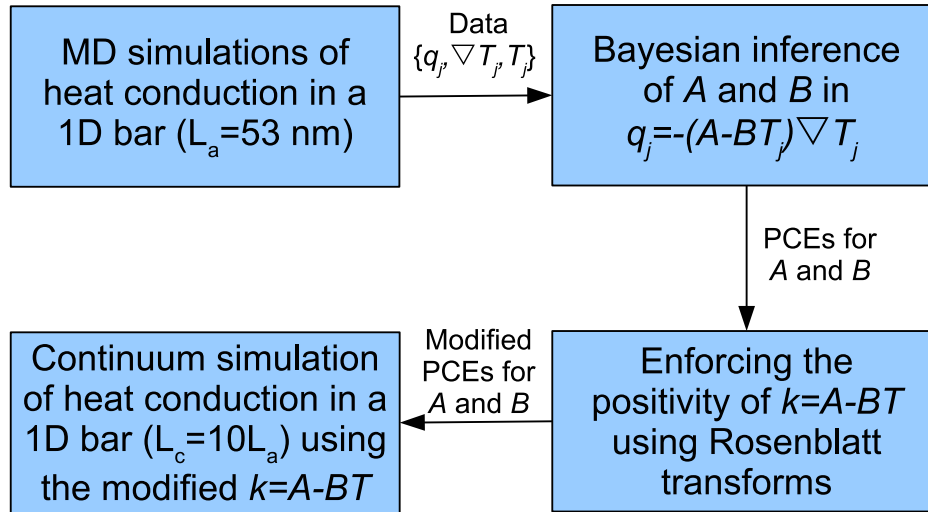 MD simulations of
heat conduction in a
1D bar (Lₐ=53 nm)
Data
{qⱼ,▽Tⱼ,Tⱼ}
Bayesian inference
of A and B in
qⱼ=-(A-BTⱼ)▽Tⱼ
PCEs for
A and B
Enforcing the
positivity of k=A-BT
using Rosenblatt
transforms
Modified
PCEs for
A and B
Continuum simulation
of heat conduction in a
1D bar (L_c=10Lₐ) using
the modified k=A-BT